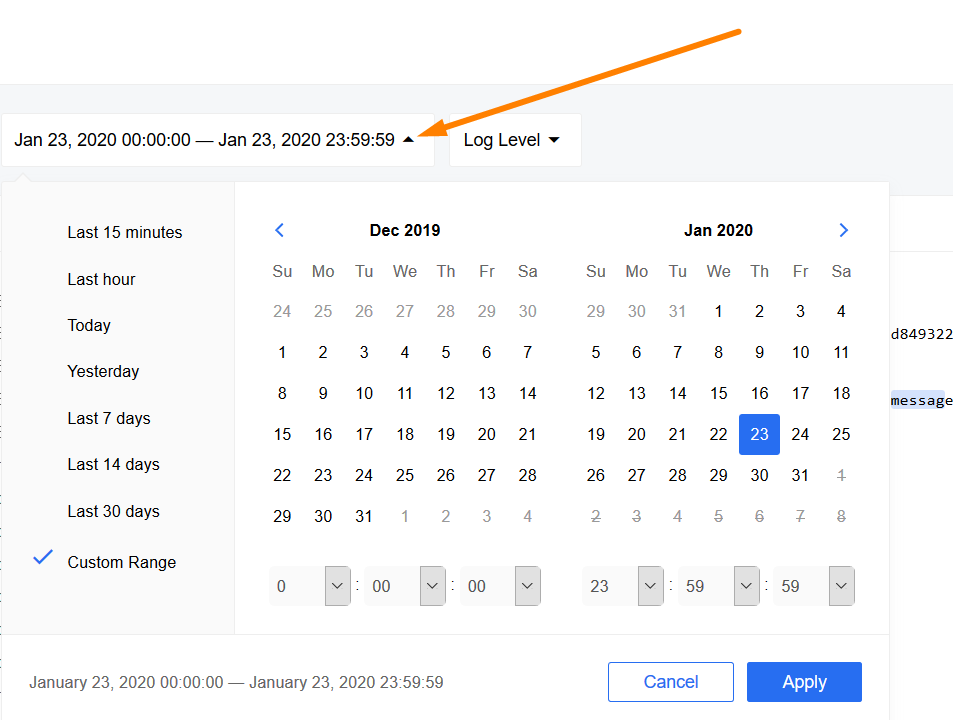 Jan 23, 2020 00:00:00 — Jan 23, 2020 23:59:59
Log Level
Last 15 minutes
Last hour
Today
Yesterday
Last 7 days
Last 14 days
Last 30 days
Custom Range
Dec 2019
Su Mo Tu We Th Fr Sa
24 25 26 27 28 29 30
1 2 3 4 5 6 7
8 9 10 11 12 13 14
15 16 17 18 19 20 21
22 23 24 25 26 27 28
29 30 31 1 2 3 4
0 : 00 : 00
Jan 2020
Su Mo Tu We Th Fr Sa
29 30 31 1 2 3 4
5 6 7 8 9 10 11
12 13 14 15 16 17 18
19 20 21 22 23 24 25
26 27 28 29 30 31 1
2 3 4 5 6 7 8
23 : 59 : 59
d849322
message
January 23, 2020 00:00:00 — January 23, 2020 23:59:59
Cancel
Apply